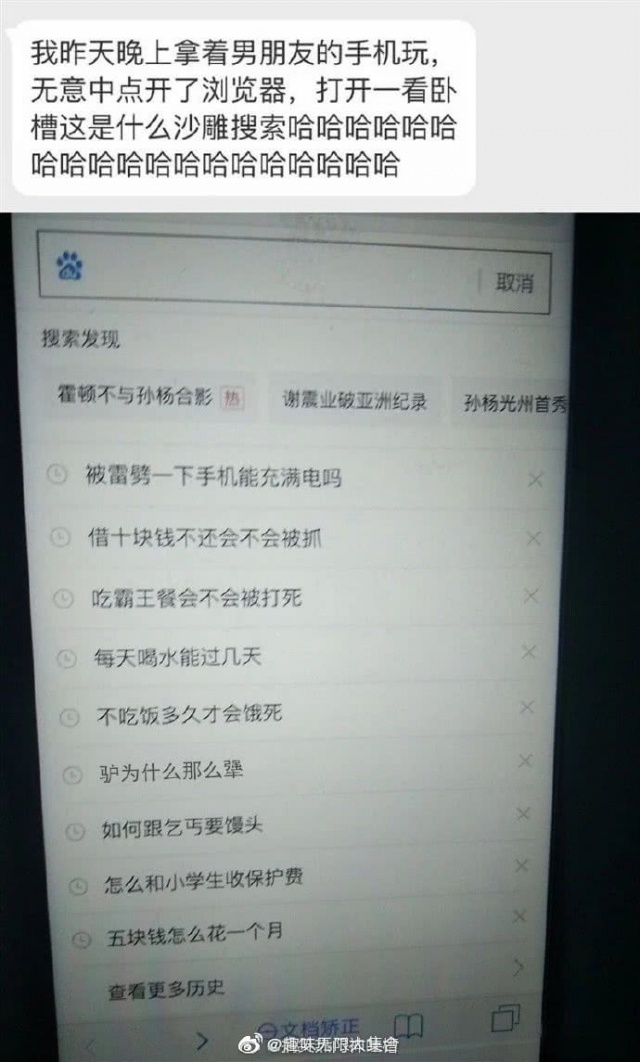 我昨天晚上拿着男朋友的手机玩，
无意中点开了浏览器，打开一看卧
槽这是什么沙雕搜索哈哈哈哈哈哈
哈哈哈哈哈哈哈哈哈哈哈哈哈
取消
搜索发现
霍顿不与孙杨合影 热 谢震业破亚洲纪录 孙杨光州首秀
被雷劈一下手机能充满电吗
借十块钱不还会不会被抓
吃霸王餐会不会被打死
每天喝水能过几天
不吃饭多久才会饿死
驴为什么那么犟
如何跟乞丐要馒头
怎么和小学生收保护费
五块钱怎么花一个月
查看更多历史
文档矫正